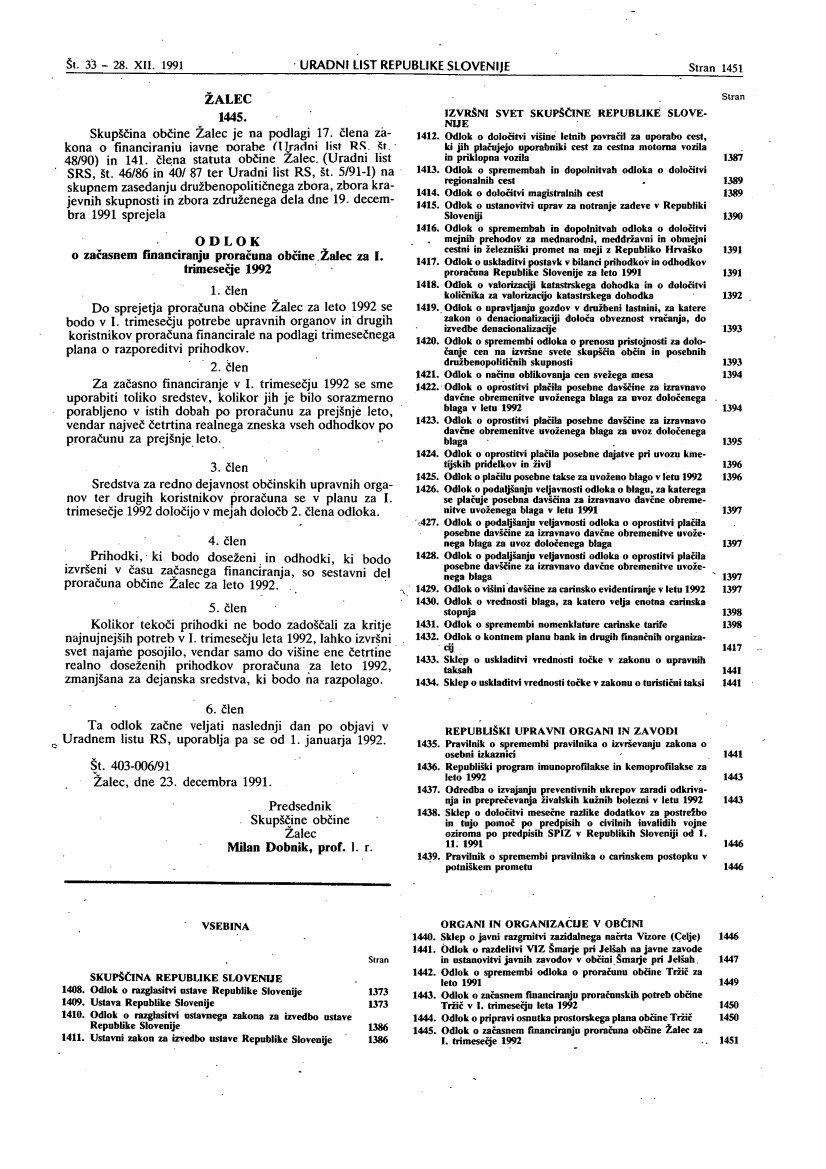 Št. 33 – 28. XII. 1991
URADNI LIST REPUBLIKE SLOVENIJE
Stran 1451
ŽALEC
1445.
Skupščina občine Žalec je na podlagi 17. člena za-
kona o financiranju javne porabe (Uradni list RS, št.
48/90) in 141. člena statuta občine Žalec (Uradni list
SRS, št. 46/86 in 40/ 87 ter Uradni list RS, št. 5/91-I) na
skupnem zasedanju družbenopolitičnega zbora, zbora kra-
jevnih skupnosti in zbora združenega dela dne 19. decem-
bra 1991 sprejela
O D L O K
o začasnem financiranju proračuna občine Žalec za I.
trimesečje 1992
1. člen
Do sprejetja proračuna občine Žalec za leto 1992 se
bodo v I. trimesečju potrebe upravnih organov in drugih
koristnikov proračuna financirale na podlagi trimesečnega
plana o razporeditvi prihodkov.
2. člen
Za začasno financiranje v I. trimesečju 1992 se sme
uporabiti toliko sredstev, kolikor jih je bilo sorazmerno
porabljeno v istih dobah po proračunu za prejšnje leto,
vendar največ četrtina realnega zneska vseh odhodkov po
proračunu za prejšnje leto.
3. člen
Sredstva za redno dejavnost občinskih upravnih orga-
nov ter drugih koristnikov proračuna se v planu za I.
trimesečje 1992 določijo v mejah določb 2. člena odloka.
4. člen
Prihodki, ki bodo doseženi in odhodki, ki bodo
izvršeni v času začasnega financiranja, so sestavni del
proračuna občine Žalec za leto 1992.
5. člen
Kolikor tekoči prihodki ne bodo zadoščali za kritje
najnujnejših potreb v I. trimesečju leta 1992, lahko izvršni
svet najame posojilo, vendar samo do višine ene četrtine
realno doseženih prihodkov proračuna za leto 1992,
zmanjšana za dejanska sredstva, ki bodo na razpolago.
6. člen
Ta odlok začne veljati naslednji dan po objavi v
Uradnem listu RS, uporablja pa se od 1. januarja 1992.
Št. 403-006/91
Žalec, dne 23. decembra 1991.
Predsednik
Skupščine občine
Žalec
Milan Dobnik, prof. l. r.
VSEBINA
Stran
SKUPŠČINA REPUBLIKE SLOVENIJE
1408. Odlok o razglasitvi ustave Republike Slovenije 1373
1409. Ustava Republike Slovenije 1373
1410. Odlok o razglasitvi ustavnega zakona za izvedbo ustave
Republike Slovenije 1386
1411. Ustavni zakon za izvedbo ustave Republike Slovenije 1386
Stran
IZVRŠNI SVET SKUPŠČINE REPUBLIKE SLOVE-
NIJE
1412. Odlok o določitvi višine letnih povračil za uporabo cest,
ki jih plačujejo uporabniki cest za cestna motorna vozila
in priklopna vozila 1387
1413. Odlok o spremembah in dopolnitvah odloka o določitvi
regionalnih cest 1389
1414. Odlok o določitvi magistralnih cest 1389
1415. Odlok o ustanovitvi uprav za notranje zadeve v Republiki
Sloveniji 1390
1416. Odlok o spremembah in dopolnitvah odloka o določitvi
mejnih prehodov za mednarodni, meddržavni in obmejni
cestni in železniški promet na meji z Republiko Hrvaško 1391
1417. Odlok o uskladitvi postavk v bilanci prihodkov in odhodkov
proračuna Republike Slovenije za leto 1991 1391
1418. Odlok o valorizaciji katastrskega dohodka in o določitvi
količnika za valorizacijo katastrskega dohodka 1392
1419. Odlok o upravljanju gozdov v družbeni lastnini, za katere
zakon o denacionalizaciji določa obveznost vračanja, do
izvedbe denacionalizacije 1393
1420. Odlok o spremembi odloka o prenosu pristojnosti za dolo-
čanje cen na izvršne svete skupščin občin in posebnih
družbenopolitičnih skupnosti 1393
1421. Odlok o načinu oblikovanja cen svežega mesa 1394
1422. Odlok o oprostitvi plačila posebne davščine za izravnavo
davčne obremenitve uvoženega blaga za uvoz določenega
blaga v letu 1992 1394
1423. Odlok o oprostitvi plačila posebne davščine za izravnavo
davčne obremenitve uvoženega blaga za uvoz določenega
blaga 1395
1424. Odlok o oprostitvi plačila posebne dajatve pri uvozu kme-
tijskih pridelkov in živil 1396
1425. Odlok o plačilu posebne takse za uvoženo blago v letu 1992 1396
1426. Odlok o podaljšanju veljavnosti odloka o blagu, za katerega
se plačuje posebna davščina za izravnavo davčne obreme-
nitve uvoženega blaga v letu 1991 1397
427. Odlok o podaljšanju veljavnosti odloka o oprostitvi plačila
posebne davščine za izravnavo davčne obremenitve uvože-
nega blaga za uvoz določenega blaga 1397
1428. Odlok o podaljšanju veljavnosti odloka o oprostitvi plačila
posebne davščine za izravnavo davčne obremenitve uvože-
nega blaga 1397
1429. Odlok o višini davščine za carinsko evidentiranje v letu 1992 1397
1430. Odlok o vrednosti blaga, za katero velja enotna carinska
stopnja 1398
1431. Odlok o spremembi nomenklature carinske tarife 1398
1432. Odlok o kontnem planu bank in drugih finančnih organiza-
cij 1417
1433. Sklep o uskladitvi vrednosti točke v zakonu o upravnih
taksah 1441
1434. Sklep o uskladitvi vrednosti točke v zakonu o turistični taksi 1441
REPUBLIŠKI UPRAVNI ORGANI IN ZAVODI
1435. Pravilnik o spremembi pravilnika o izvrševanju zakona o
osebni izkaznici 1441
1436. Republiški program imunoprofilakse in kemoprofilakse za
leto 1992 1443
1437. Odredba o izvajanju preventivnih ukrepov zaradi odkriva-
nja in preprečevanja živalskih kužnih bolezni v letu 1992 1443
1438. Sklep o določitvi mesečne razlike dodatkov za postrežbo
in tujo pomoč po predpisih o civilnih invalidih vojne
oziroma po predpisih SPIZ v Republikih Sloveniji od 1.
11. 1991 1446
1439. Pravilnik o spremembi pravilnika o carinskem postopku v
potniškem prometu 1446
ORGANI IN ORGANIZACIJE V OBČINI
1440. Sklep o javni razgrnitvi zazidalnega načrta Vizore (Celje) 1446
1441. Odlok o razdelitvi VIZ Šmarje pri Jelšah na javne zavode
in ustanovitvi javnih zavodov v občini Šmarje pri Jelšah 1447
1442. Odlok o spremembi odloka o proračunu občine Tržič za
leto 1991 1449
1443. Odlok o začasnem financiranju proračunskih potreb občine
Tržič v I. trimesečju leta 1992 1450
1444. Odlok o pripravi osnutka prostorskega plana občine Tržič 1450
1445. Odlok o začasnem financiranju proračuna občine Žalec za
I. trimesečje 1992 1451